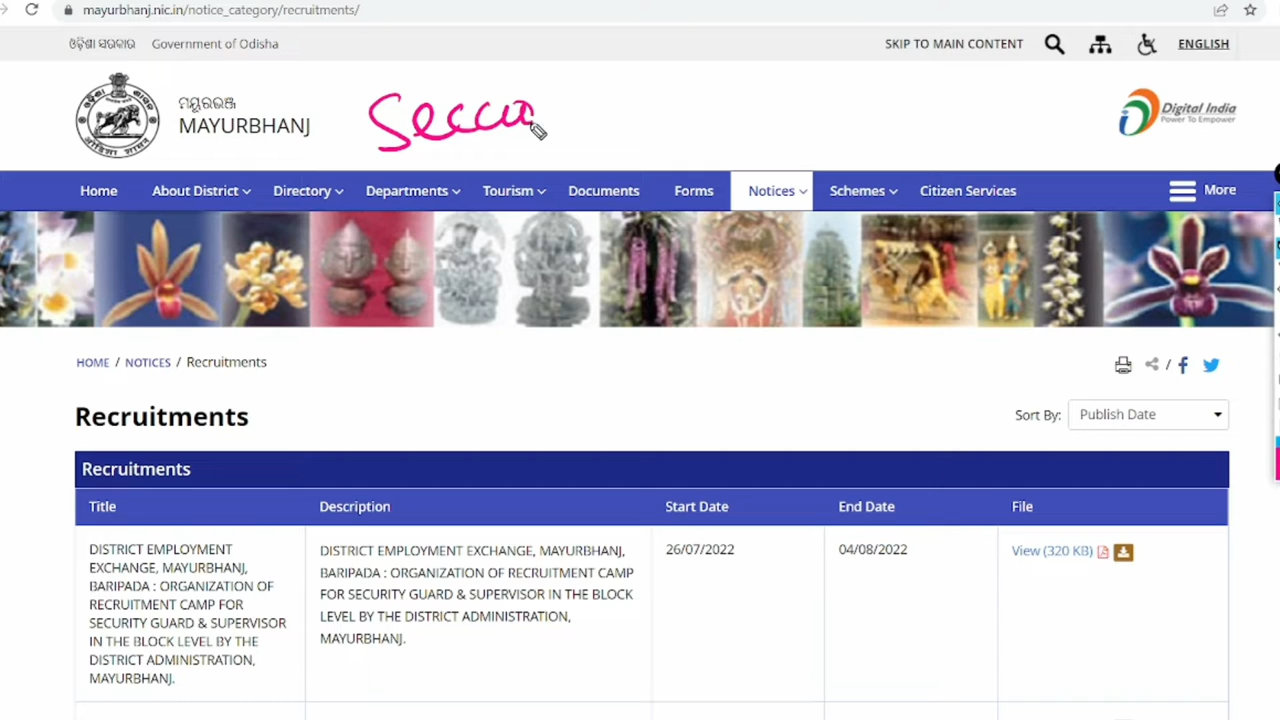 mayurbhanj.nic.in/notice_category/recruitments/
ଓଡ଼ିଶା ସରକାର Government of Odisha SKIP TO MAIN CONTENT ENGLISH
ମୟୂରଭଞ୍ଜ
MAYURBHANJ
Digital India
Power To Empower
Home About District Directory Departments Tourism Documents Forms Notices Schemes Citizen Services More
HOME / NOTICES / Recruitments /
Recruitments
Sort By: Publish Date
Recruitments
Title Description Start Date End Date File
DISTRICT EMPLOYMENT
EXCHANGE, MAYURBHANJ,
BARIPADA : ORGANIZATION OF
RECRUITMENT CAMP FOR
SECURITY GUARD & SUPERVISOR
IN THE BLOCK LEVEL BY THE
DISTRICT ADMINISTRATION,
MAYURBHANJ.
DISTRICT EMPLOYMENT EXCHANGE, MAYURBHANJ,
BARIPADA : ORGANIZATION OF RECRUITMENT CAMP
FOR SECURITY GUARD & SUPERVISOR IN THE BLOCK
LEVEL BY THE DISTRICT ADMINISTRATION,
MAYURBHANJ.
26/07/2022
04/08/2022
View (320 KB)